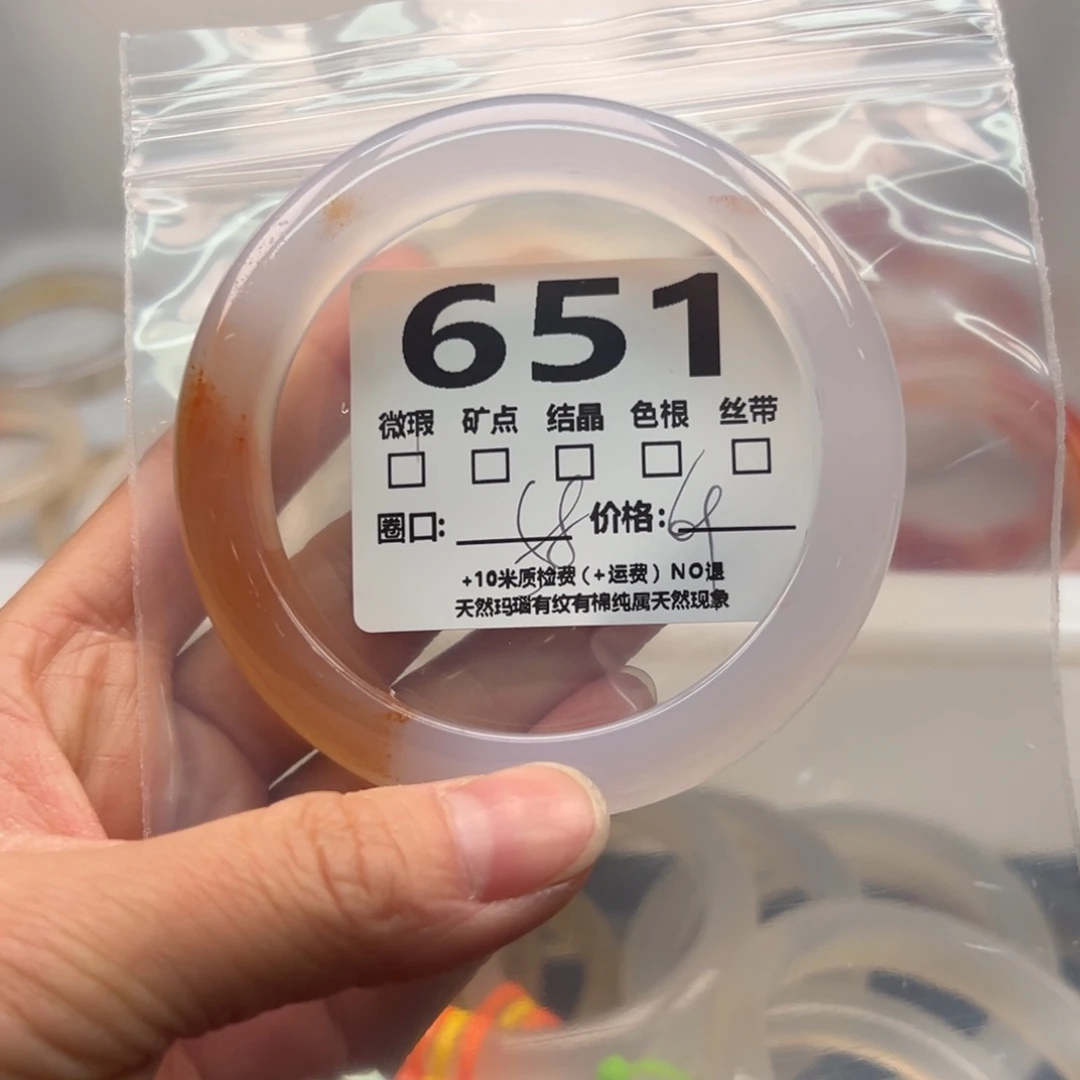 651
微瑕 矿点 结晶 色根 丝带
圈口: 58 价格:
+10米质检费(+运费) NO退
天然玛瑙有纹有棉纯属天然现象